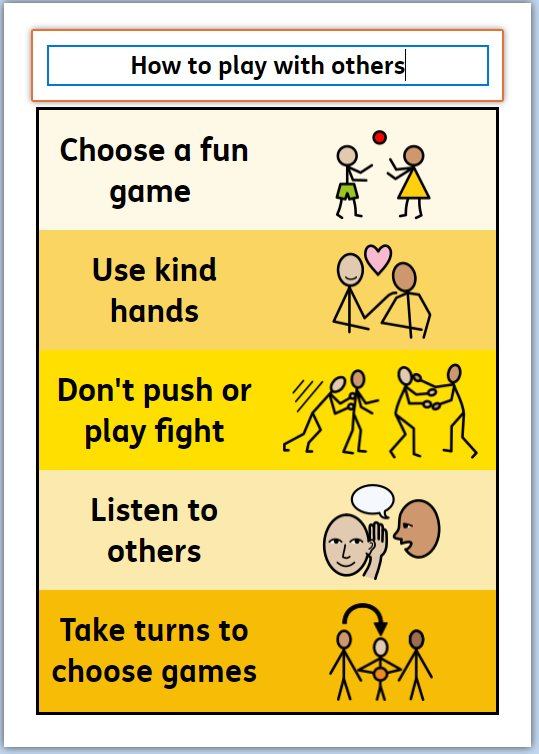 How to play with others
Choose a fun
game
Use kind
hands
Don't push or
play fight
Listen to
others
Take turns to
choose games